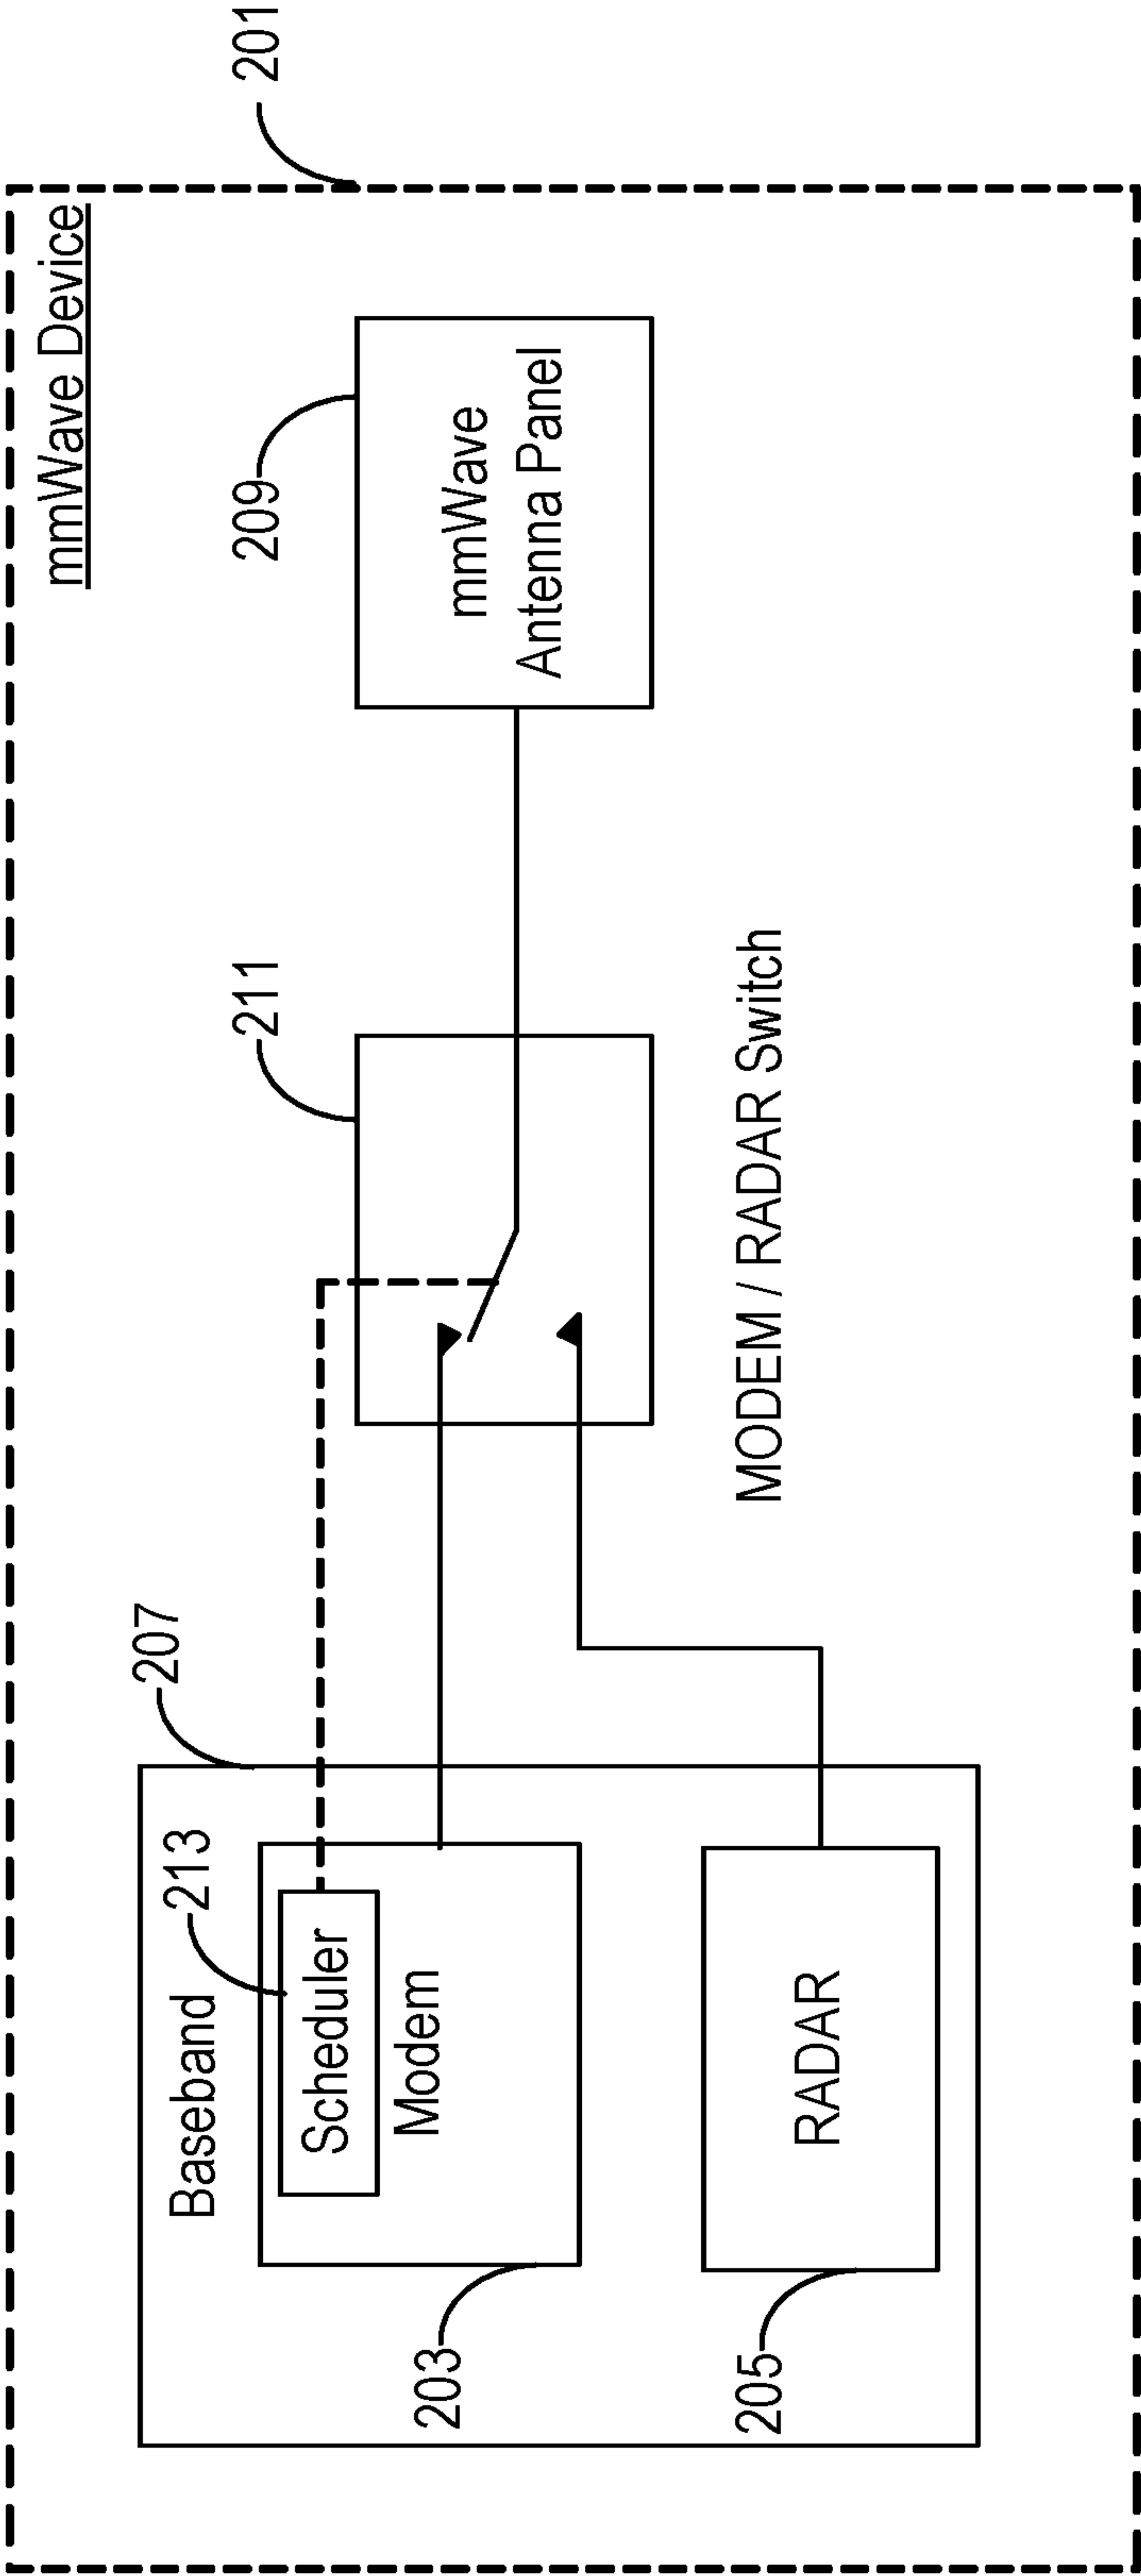 mmWave Device
201
207
Baseband
213
Scheduler
Modem
203
RADAR
205
211
MODEM / RADAR Switch
209
mmWave
Antenna Panel